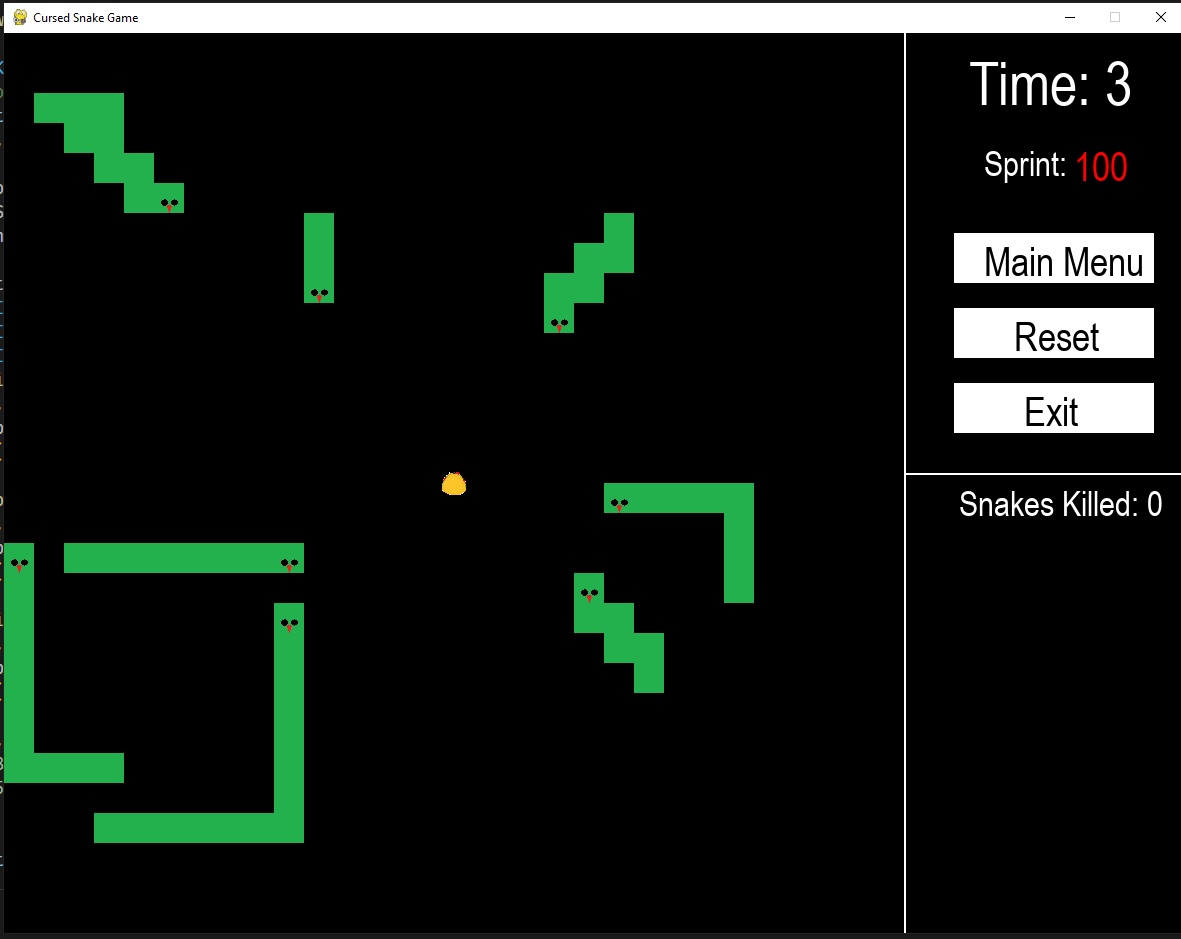 Cursed Snake Game
Time: 3
Sprint: 100
Main Menu
Reset
Exit
Snakes Killed: 0